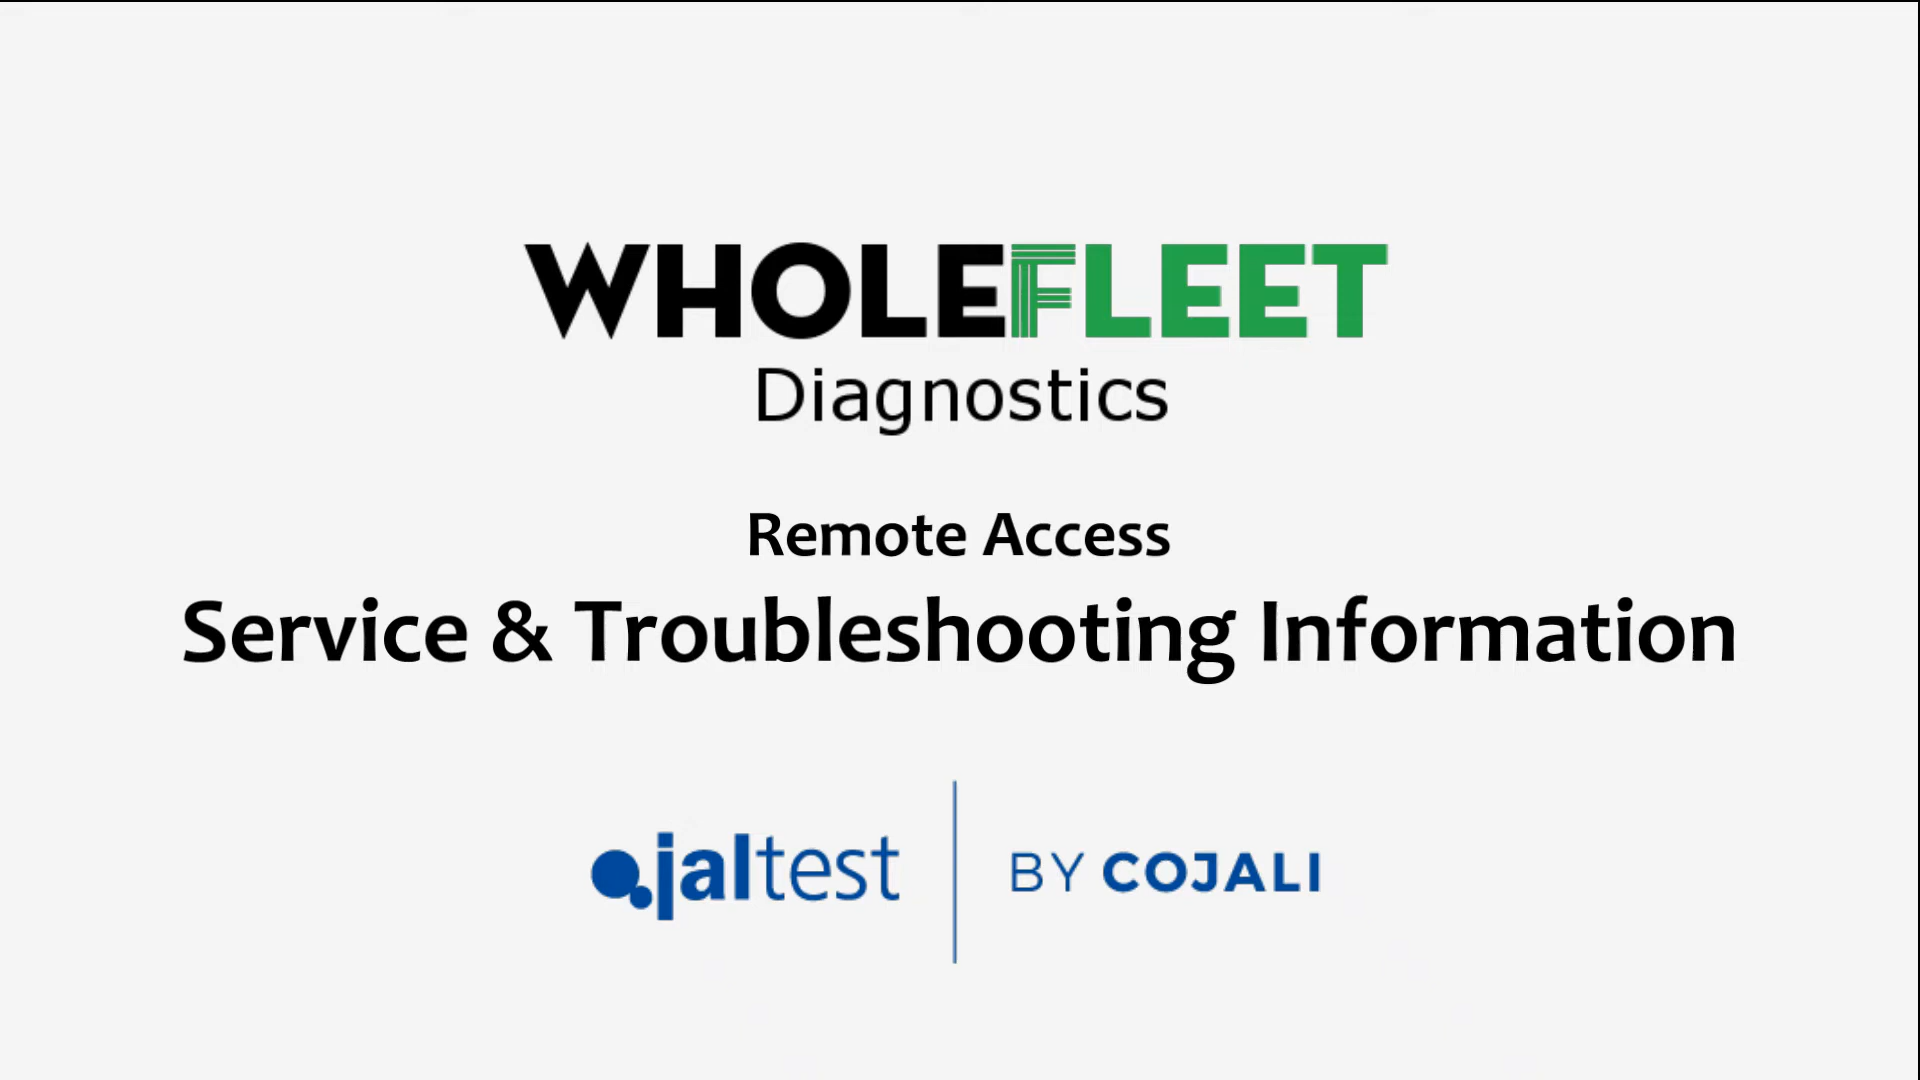 WHOLEFLEET
Diagnostics
Remote Access
Service & Troubleshooting Information
jaltest
BY COJALI